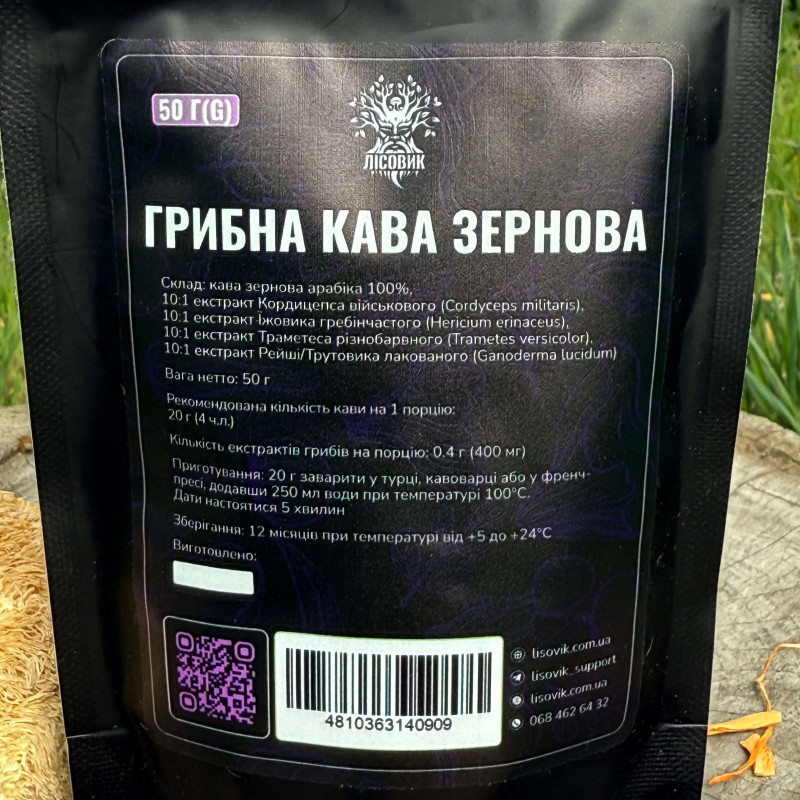 50 Г(G)
ЛІСОВИК
ГРИБНА КАВА ЗЕРНОВА
Склад: кава зернова арабіка 100%,
10:1 екстракт Кордицепса військового (Cordyceps militaris),
10:1 екстракт Їжовика гребінчастого (Hericium erinaceus),
10:1 екстракт Траметеса різнобарвного (Trametes versicolor),
10:1 екстракт Рейші/Трутовика лакованого (Ganoderma lucidum)
Вага нетто: 50 г
Рекомендована кількість кави на 1 порцію:
20 г (4 ч.л.)
Кількість екстрактів грибів на порцію: 0.4 г (400 мг)
Приготування: 20 г заварити у турці, кавоварці або у френч-
пресі, додавши 250 мл води при температурі 100°C.
Дати настоятися 5 хвилин
Зберігання: 12 місяців при температурі від +5 до +24°C
Виготовлено:
4810363140909
lisovik.com.ua
lisovik_support
lisovik.com.ua
068 462 64 32